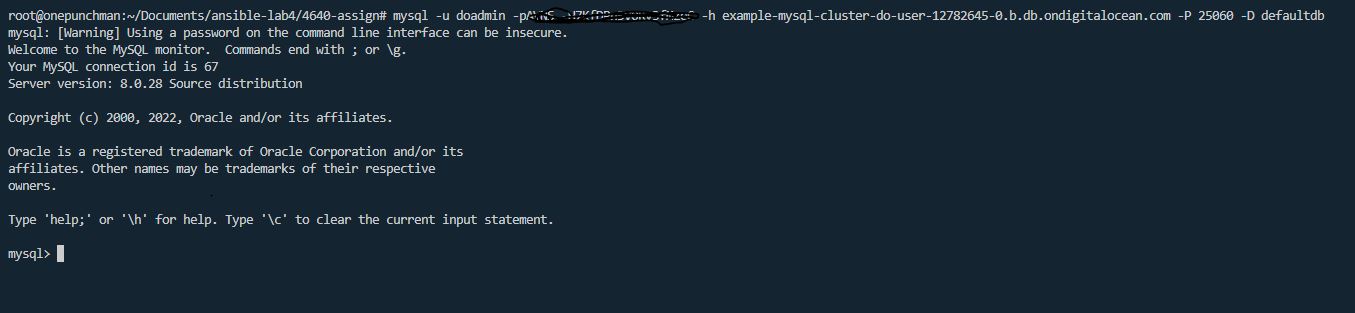 root@onepunchman:~/Documents/ansible-lab4/4640-assign# mysql -u doadmin -h example-mysql-cluster-do-user-12782645-0.b.db.ondigitalocean.com -P 25060 -D defaultdb
mysql: [Warning] Using a password on the command line interface can be insecure.
Welcome to the MySQL monitor.  Commands end with ; or \g.
Your MySQL connection id is 67
Server version: 8.0.28 Source distribution
Copyright (c) 2000, 2022, Oracle and/or its affiliates.
Oracle is a registered trademark of Oracle Corporation and/or its
affiliates. Other names may be trademarks of their respective
owners.
Type 'help;' or '\h' for help. Type '\c' to clear the current input statement.
mysql>